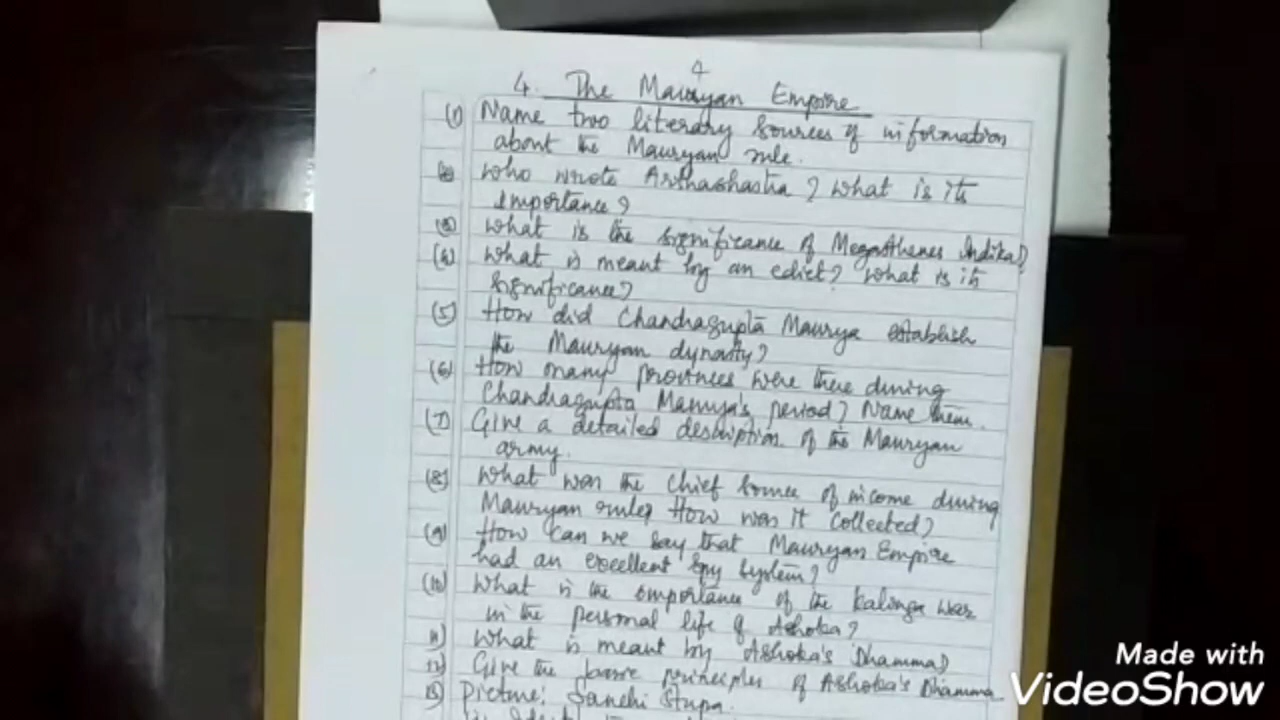 4
4. The Mauryan Empire
(1) Name two literary sources of information
about the Mauryan rule.
(2) Who wrote Arthashastra? What is its
importance?
(3) What is the significance of Megasthenes Indika?
(4) What is meant by an edict? What is its
significance?
(5) How did Chandragupta Maurya establish
the Mauryan dynasty?
(6) How many provinces were there during
Chandragupta Maurya's period? Name them.
(7) Give a detailed description of the Mauryan
army.
(8) What was the Chief source of income during
Mauryan rule? How was it collected?
(9) How can we say that Mauryan Empire
had an excellent spy system?
(10) What is the importance of the Kalinga War
in the personal life of Ashoka?
11) What is meant by Ashoka's Dhamma?
12) Give the basic principles of Ashoka's Dhamma
13) Picture: Sanchi Stupa.
Made with
VideoShow